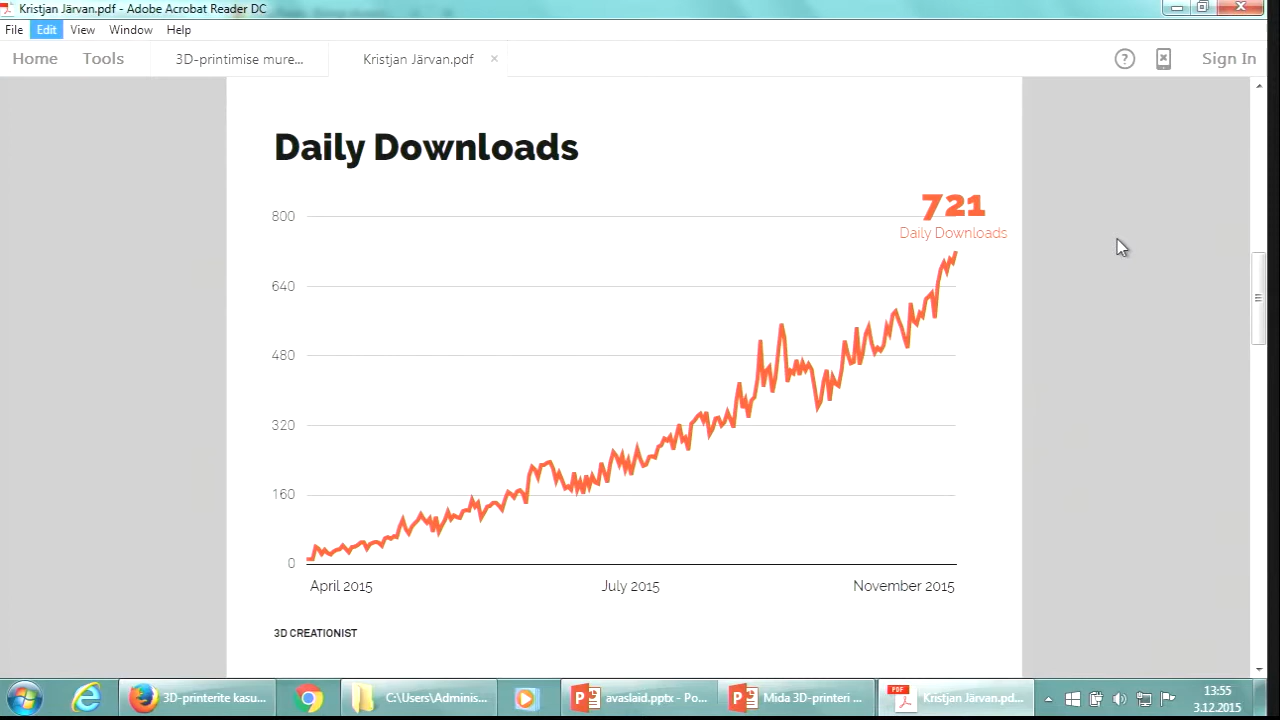 Kristjan Järvan.pdf - Adobe Acrobat Reader DC
File Edit View Window Help
Home Tools 3D-printimise mure... Kristjan Järvan.pdf × Sign In
Daily Downloads
721
Daily Downloads
800
640
480
320
160
0
April 2015 July 2015 November 2015
3D CREATIONIST
3D-printerite kasu... C:\Users\Adminis... avaslaid.pptx - Po... Mida 3D-printeri ... Kristjan Järvan.pd...
13:55
3.12.2015